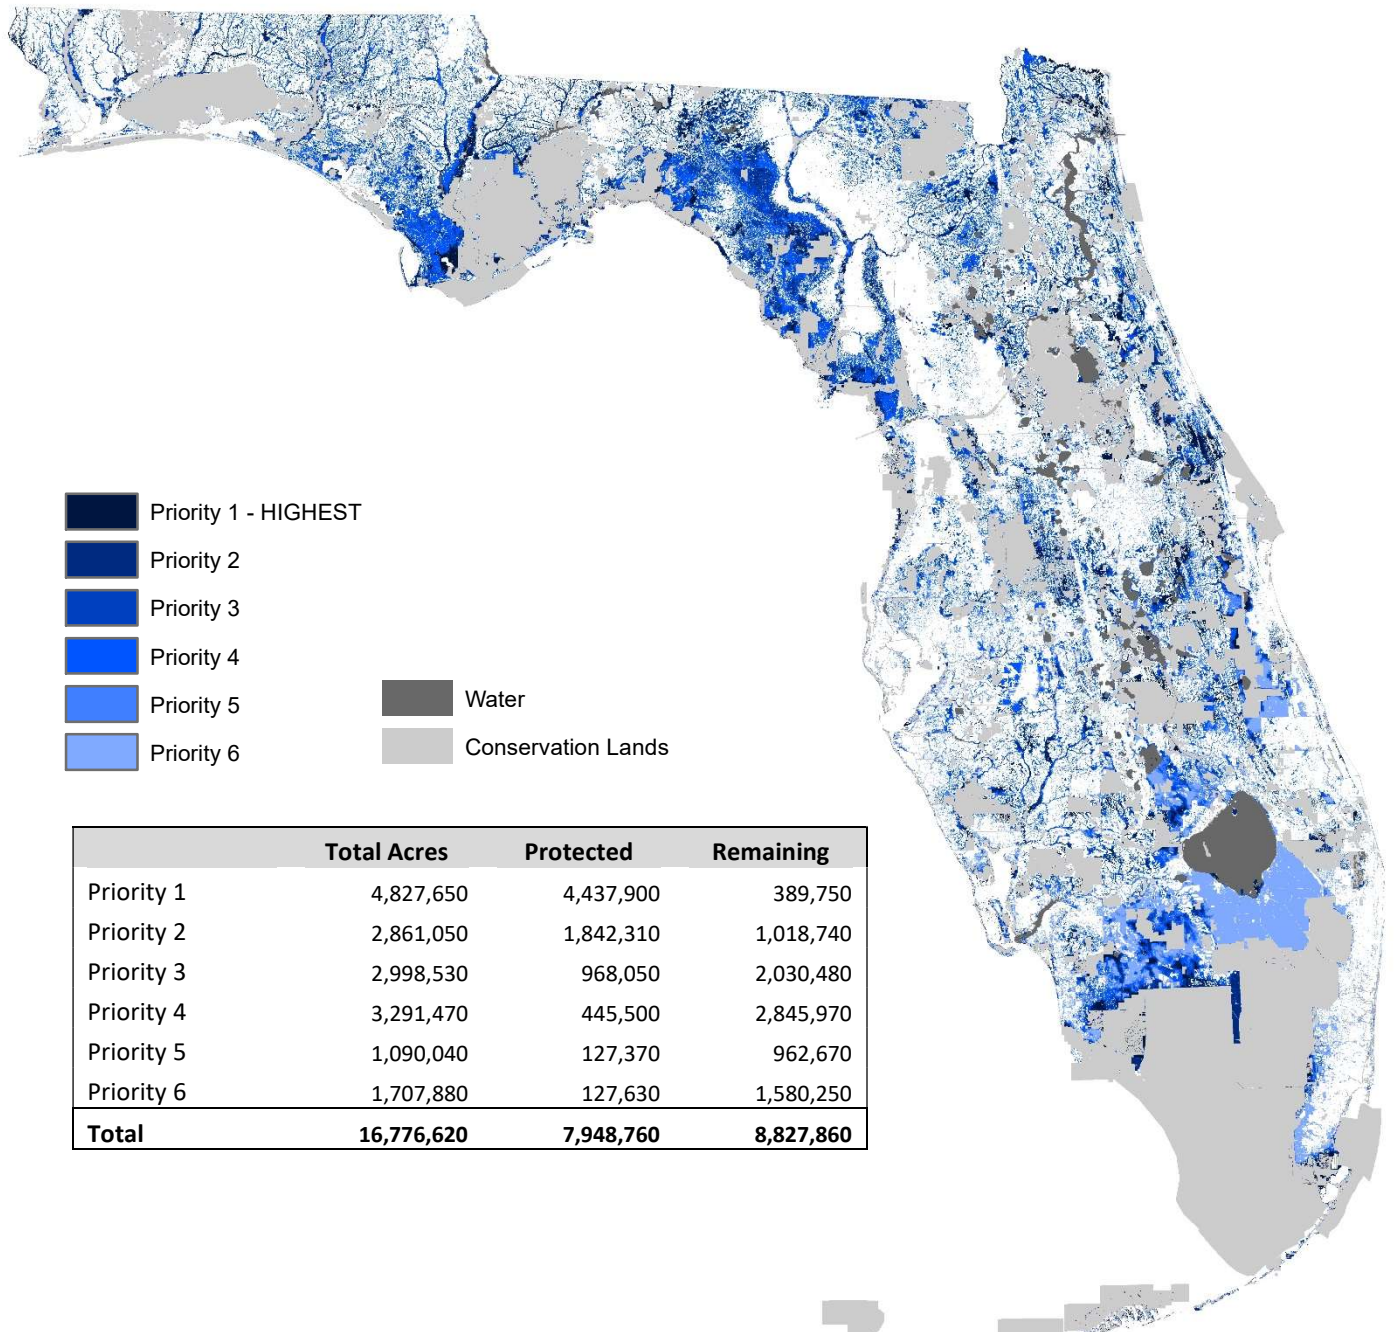 Priority 1 - HIGHEST
Priority 2
Priority 3
Priority 4
Priority 5
Priority 6
Water
Conservation Lands
Total Acres Protected Remaining
Priority 1 4,827,650 4,437,900 389,750
Priority 2 2,861,050 1,842,310 1,018,740
Priority 3 2,998,530 968,050 2,030,480
Priority 4 3,291,470 445,500 2,845,970
Priority 5 1,090,040 127,370 962,670
Priority 6 1,707,880 127,630 1,580,250
Total 16,776,620 7,948,760 8,827,860